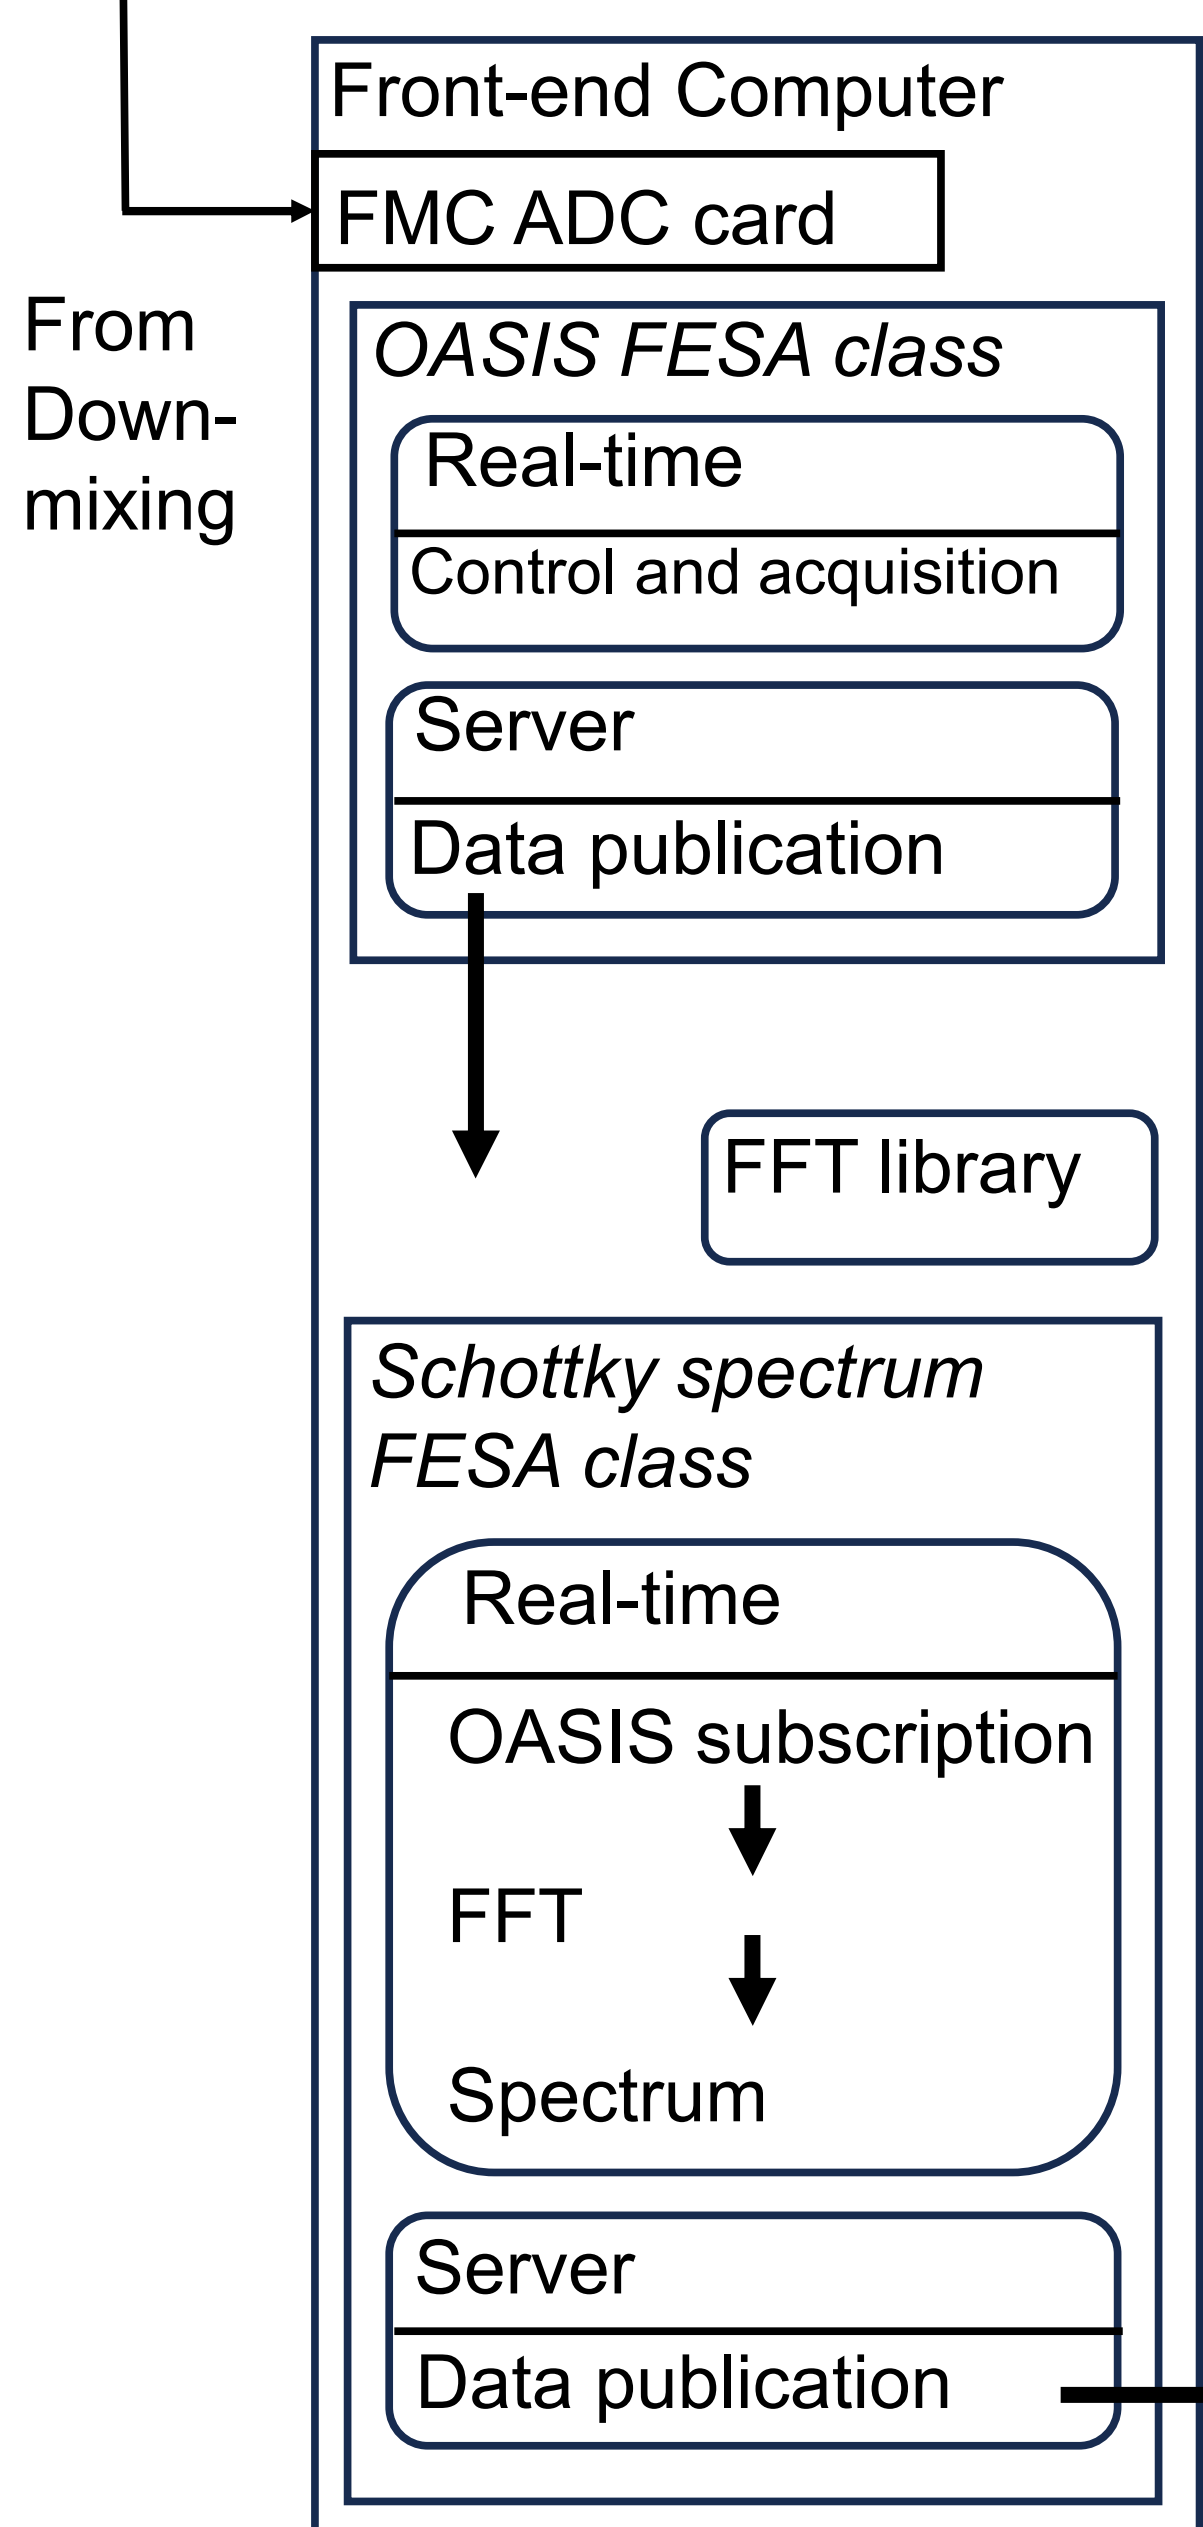 Front-end Computer
FMC ADC card
From
Down-
mixing
OASIS FESA class
Real-time
Control and acquisition
Server
Data publication
FFT library
Schottky spectrum
FESA class
Real-time
OASIS subscription
FFT
Spectrum
Server
Data publication